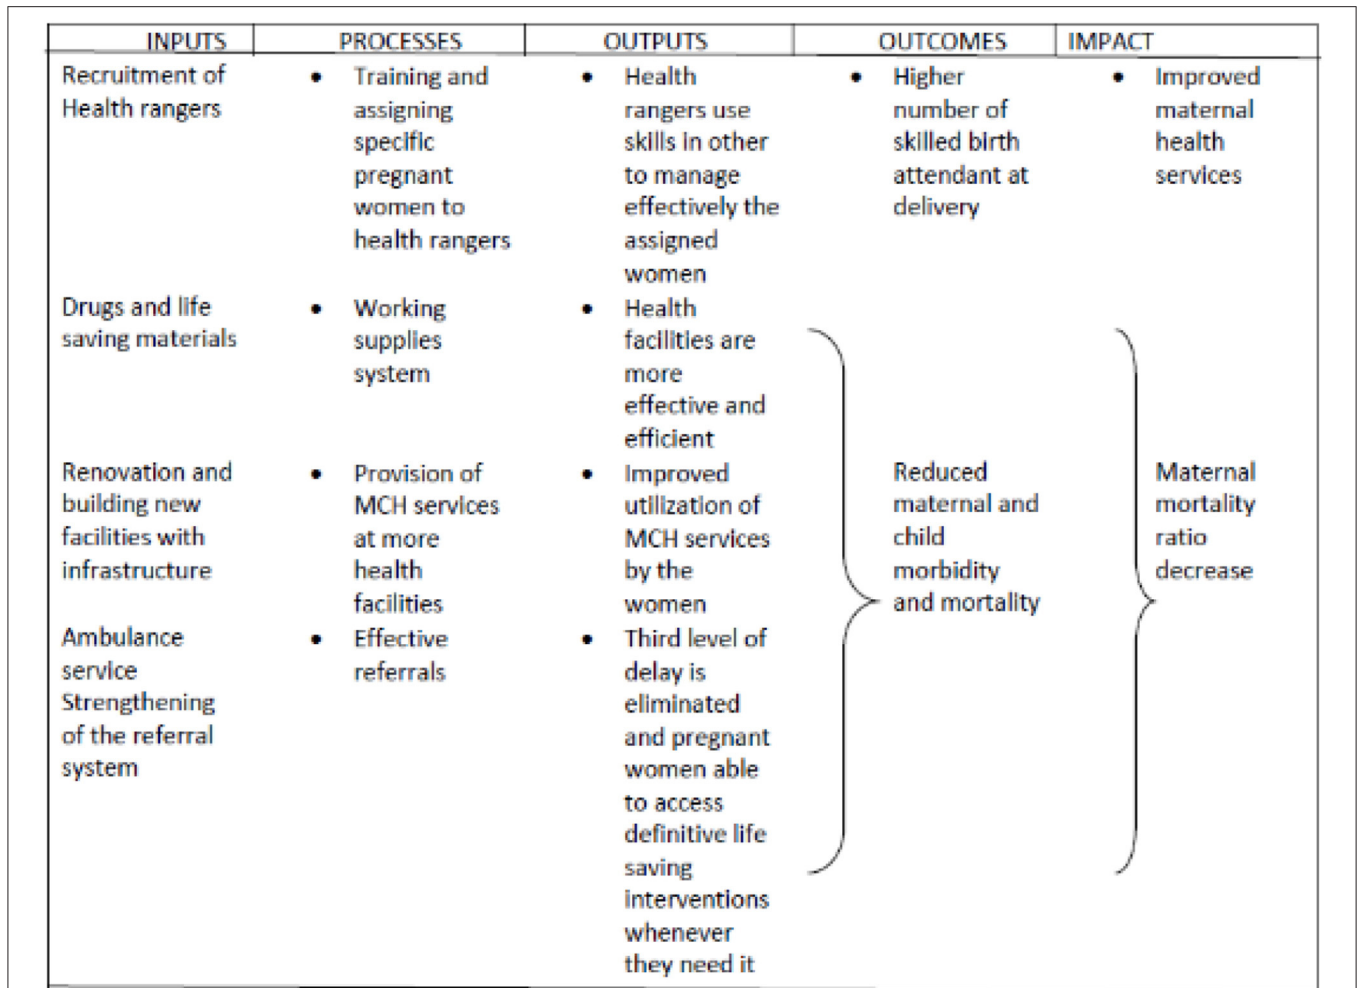 INPUTS PROCESSES OUTPUTS OUTCOMES IMPACT
Recruitment of
Health rangers
• Training and
assigning
specific
pregnant
women to
health rangers
• Health
rangers use
skills in other
to manage
effectively the
assigned
women
• Higher
number of
skilled birth
attendant at
delivery
• Improved
maternal
health
services
Drugs and life
saving materials
• Working
supplies
system
• Health
facilities are
more
effective and
efficient
Renovation and
building new
facilities with
infrastructure
• Provision of
MCH services
at more
health
facilities
• Improved
utilization of
MCH services
by the
women
Reduced
maternal and
child
morbidity
and mortality
Maternal
mortality
ratio
decrease
Ambulance
service
Strengthening
of the referral
system
• Effective
referrals
• Third level of
delay is
eliminated
and pregnant
women able
to access
definitive life
saving
interventions
whenever
they need it